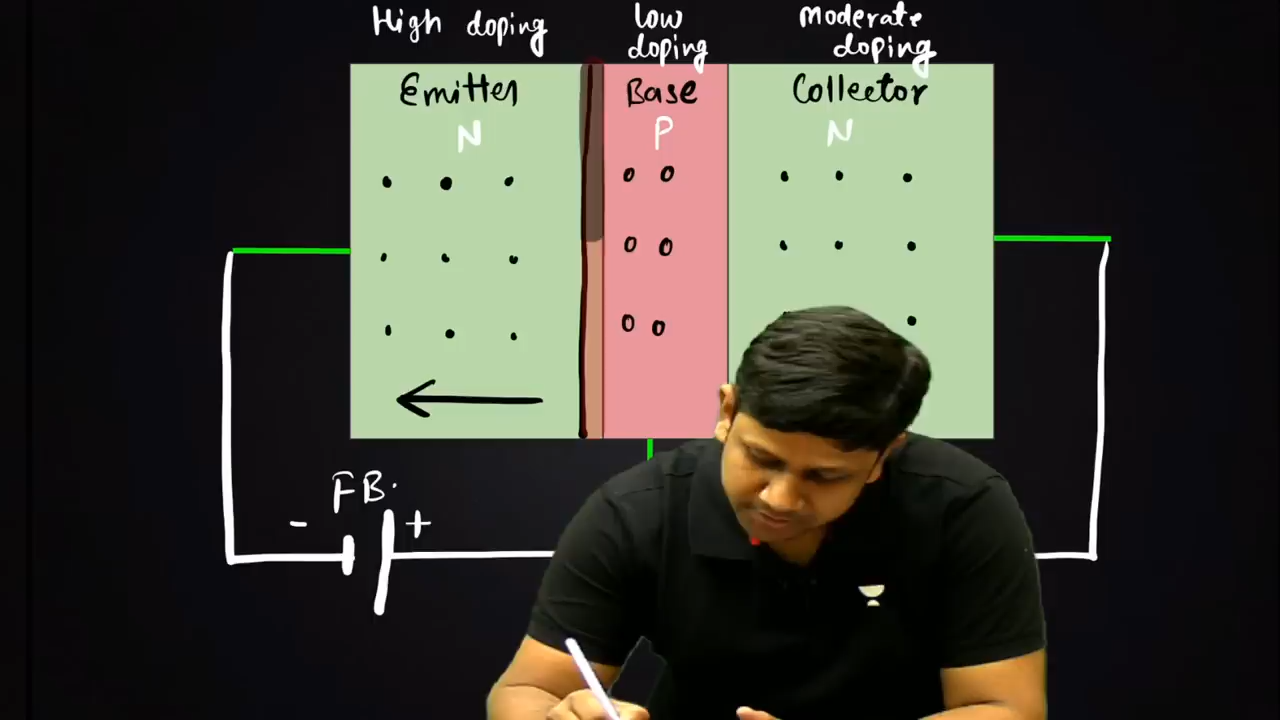 High doping
low
doping
moderate
doping
Emitter
Base
Collector
N
P
N
FB.
- +